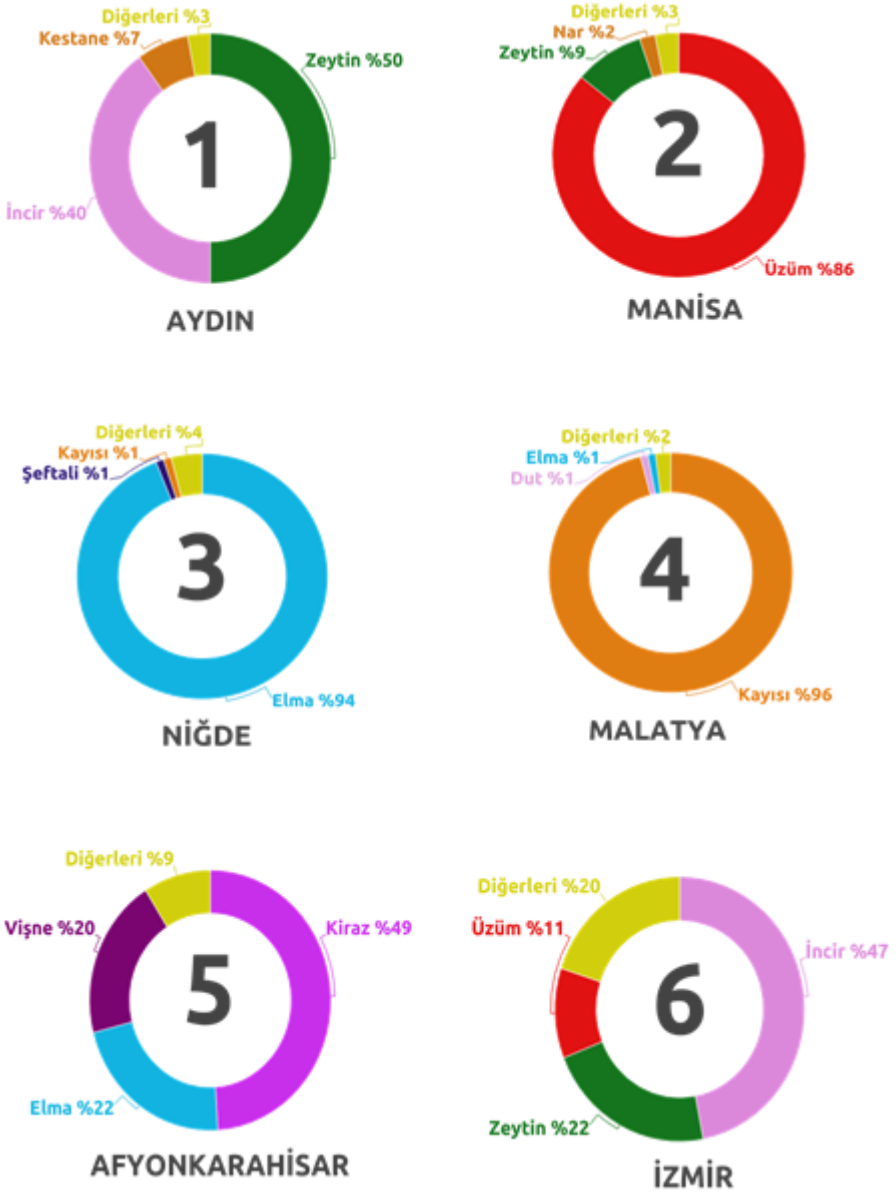 Diğerleri %3
Kestane %7
Zeytin %50
1
İncir %40
AYDIN
Diğerleri %3
Nar %2
Zeytin %9
2
Üzüm %86
MANİSA
Diğerleri %4
Kayısı %1
Şeftali %1
3
Elma %94
NİĞDE
Diğerleri %2
Elma %1
Dut %1
4
Kayısı %96
MALATYA
Diğerleri %9
Vişne %20
Kiraz %49
5
Elma %22
AFYONKARAHİSAR
Diğerleri %20
Üzüm %11
İncir %47
6
Zeytin %22
İZMİR